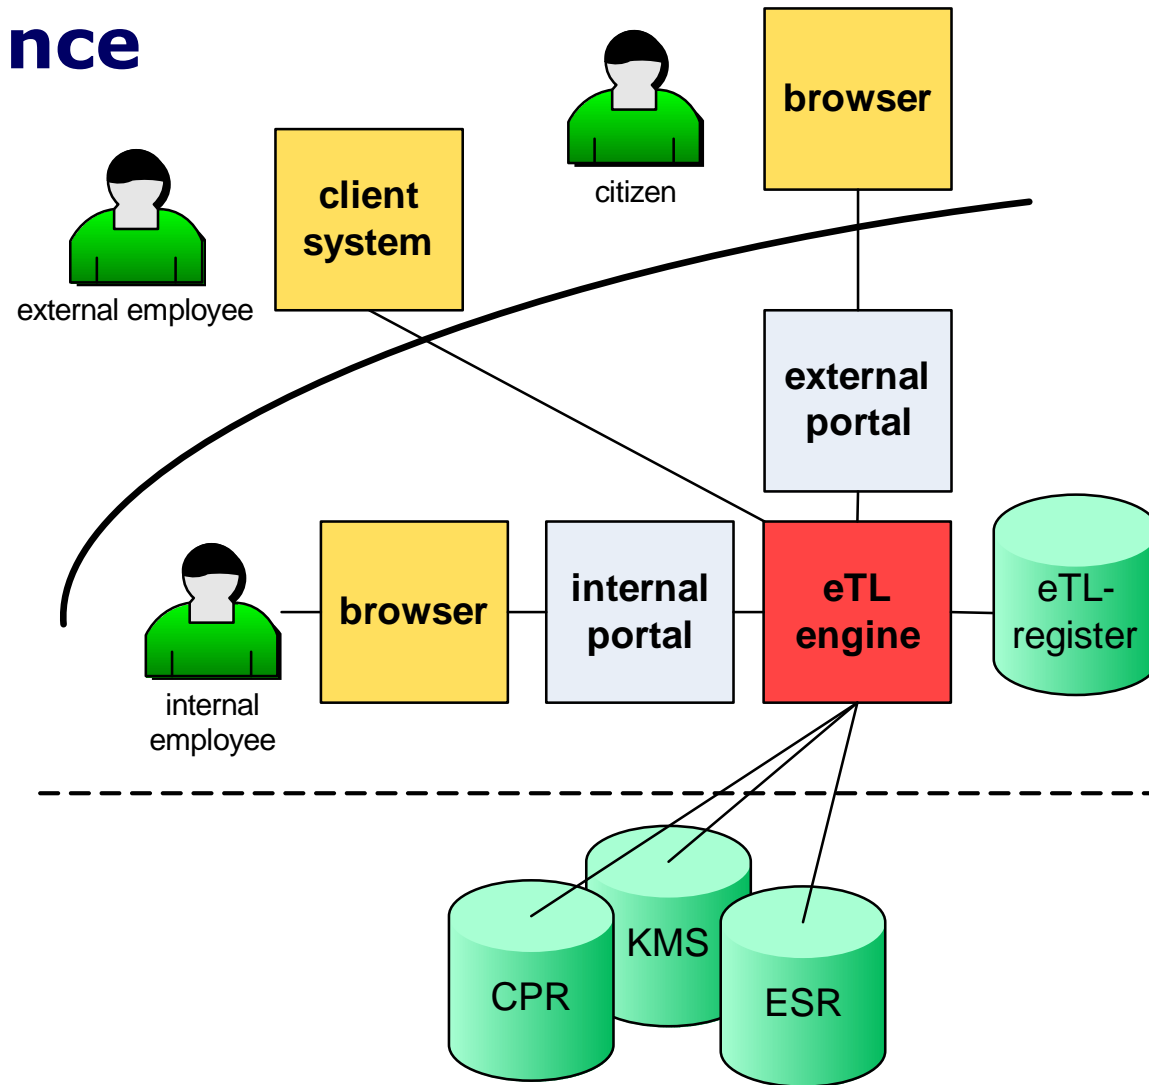 nce
browser
citizen
client
system
external employee
external
portal
internal
employee
browser
internal
portal
eTL
engine
eTL-
register
KMS
CPR
ESR